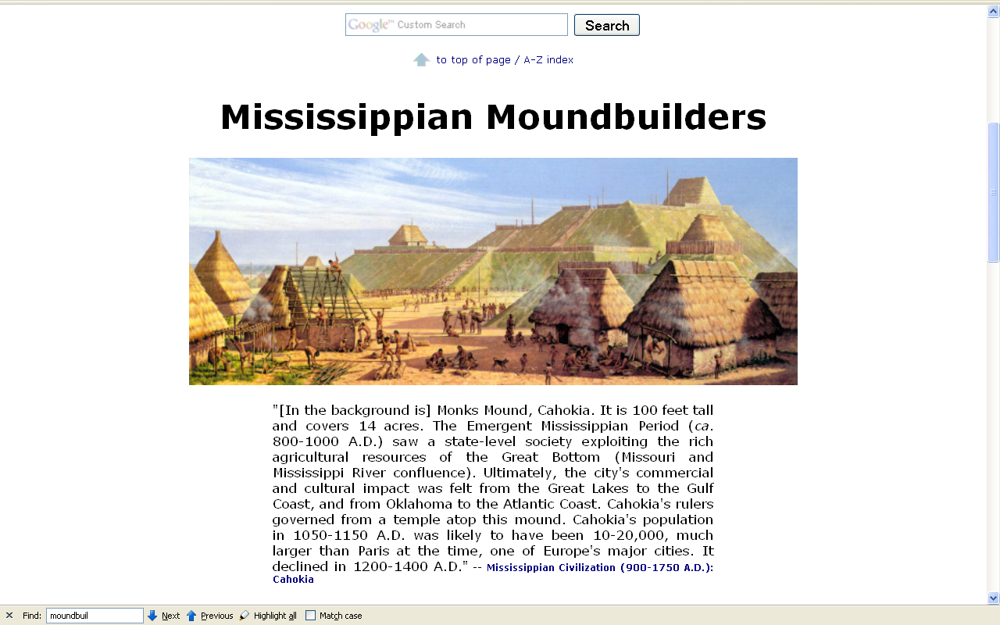 Google™ Custom Search
Search
to top of page / A-Z index
Mississippian Moundbuilders
"[In the background is] Monks Mound, Cahokia. It is 100 feet tall
and covers 14 acres. The Emergent Mississippian Period (ca.
800-1000 A.D.) saw a state-level society exploiting the rich
agricultural resources of the Great Bottom (Missouri and
Mississippi River confluence). Ultimately, the city's commercial
and cultural impact was felt from the Great Lakes to the Gulf
Coast, and from Oklahoma to the Atlantic Coast. Cahokia's rulers
governed from a temple atop this mound. Cahokia's population
in 1050-1150 A.D. was likely to have been 10-20,000, much
larger than Paris at the time, one of Europe's major cities. It
declined in 1200-1400 A.D." -- Mississippian Civilization (900-1750 A.D.):
Cahokia
Find: moundbuil Next Previous Highlight all Match case